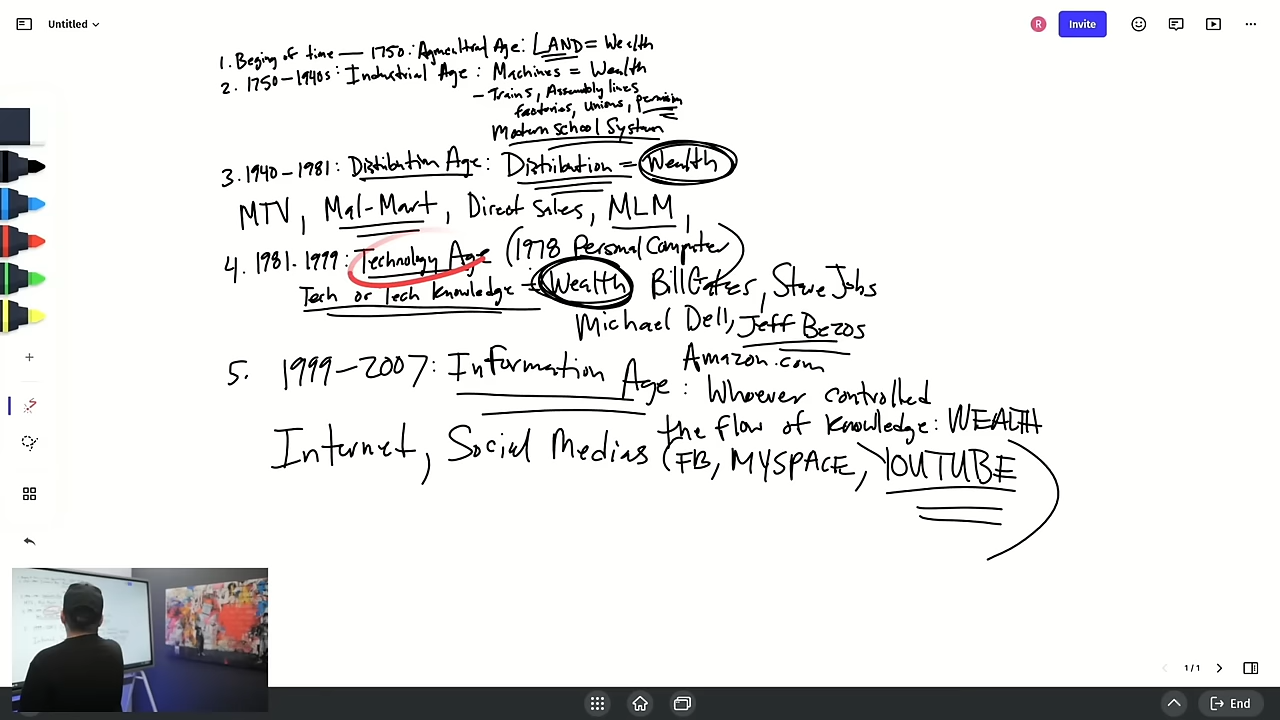 Untitled
R
Invite
1. Beging of time — 1750: Agricultral Age: LAND = Wealth
2. 1750-1940s: Industrial Age: Machines = Wealth
- Trains, Assembly lines
factories, unions, pension
Modern School System
3. 1940-1981: Distribution Age: Distribution = Wealth
MTV, Wal-Mart, Direct Sales, MLM,
4. 1981-1999: Technology Age (1978 Personal Computer)
Tech or Tech Knowledge = Wealth Bill Gates, Steve Jobs
Michael Dell, Jeff Bezos
Amazon.com
5. 1999-2007: Information Age: Whoever controlled
the flow of Knowledge: WEALTH
Internet, Social Medias (FB, MYSPACE, YOUTUBE)
1/1
End